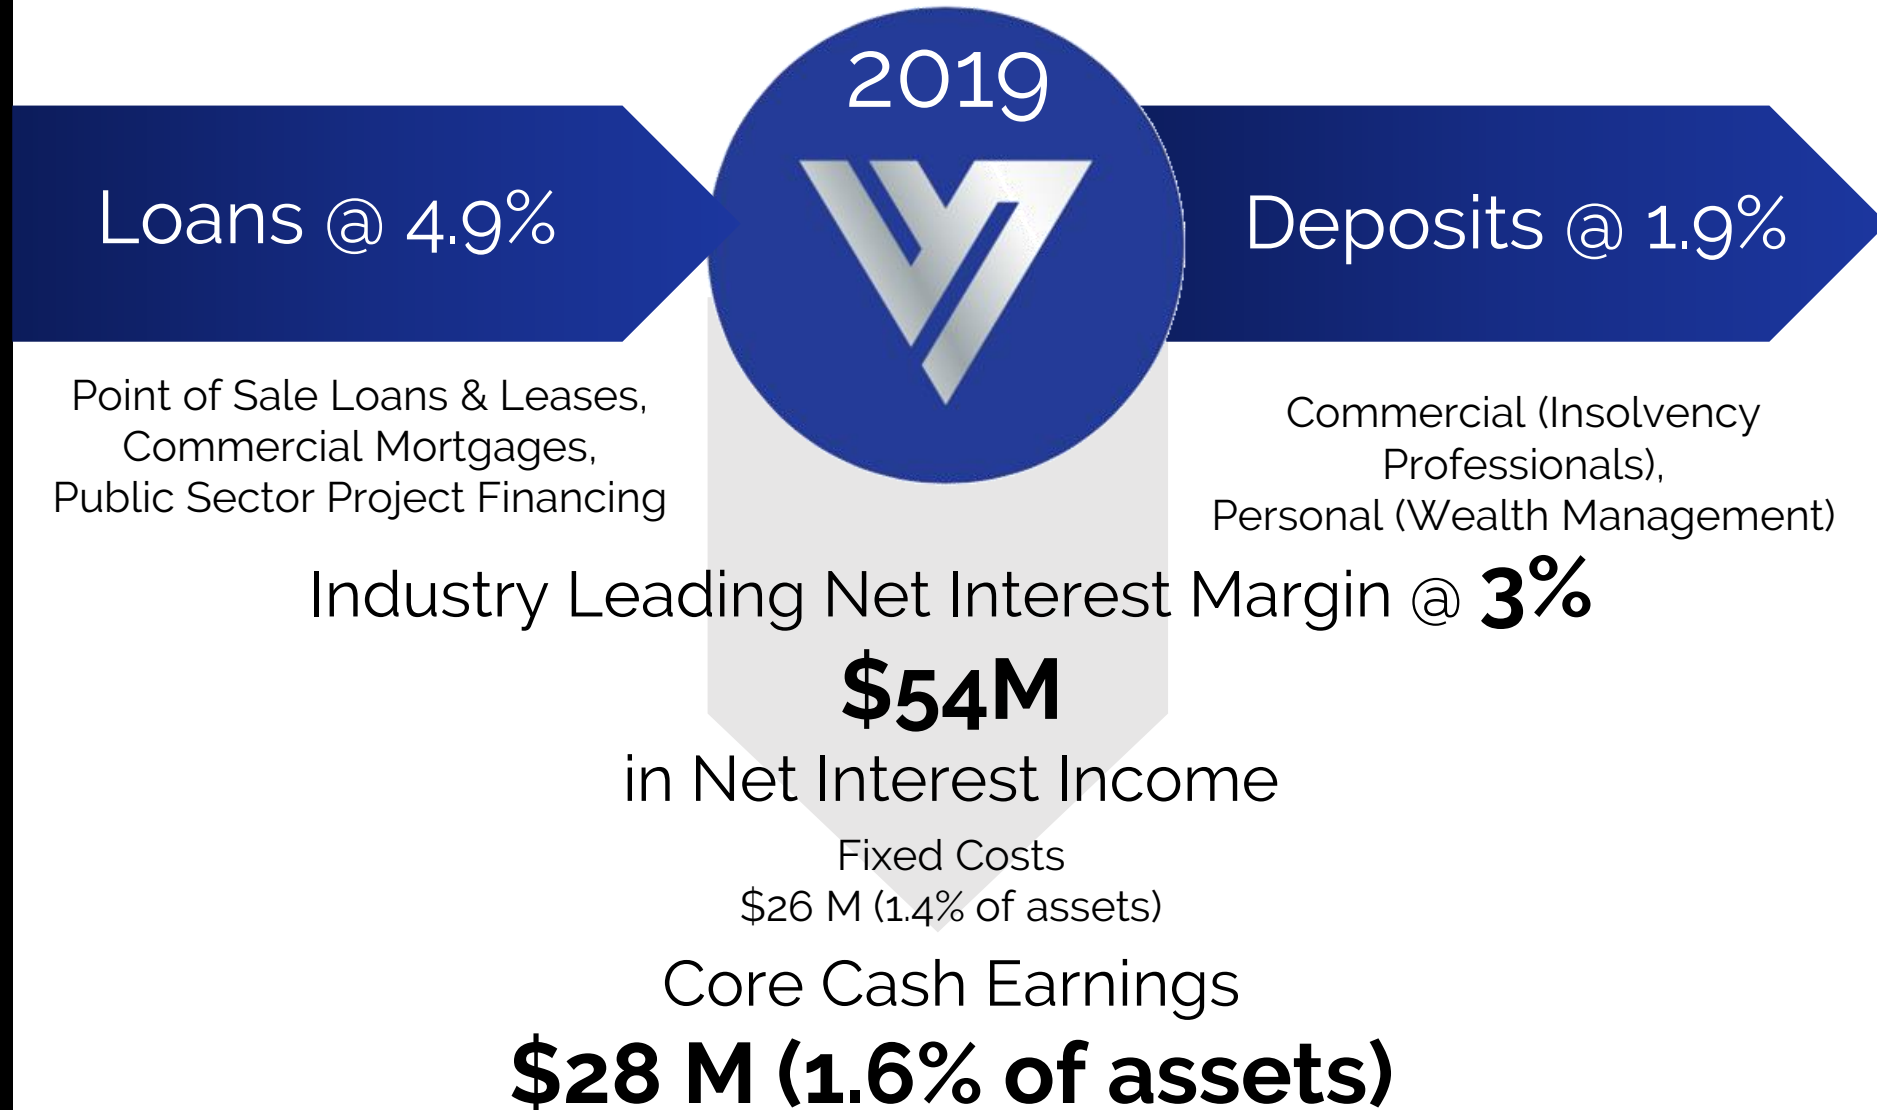 2019
Loans @ 4.9%
Deposits @ 1.9%
Point of Sale Loans & Leases,
Commercial Mortgages,
Public Sector Project Financing
Commercial (Insolvency
Professionals),
Personal (Wealth Management)
Industry Leading Net Interest Margin @ 3%
$54M
in Net Interest Income
Fixed Costs
$26 M (1.4% of assets)
Core Cash Earnings
$28 M (1.6% of assets)